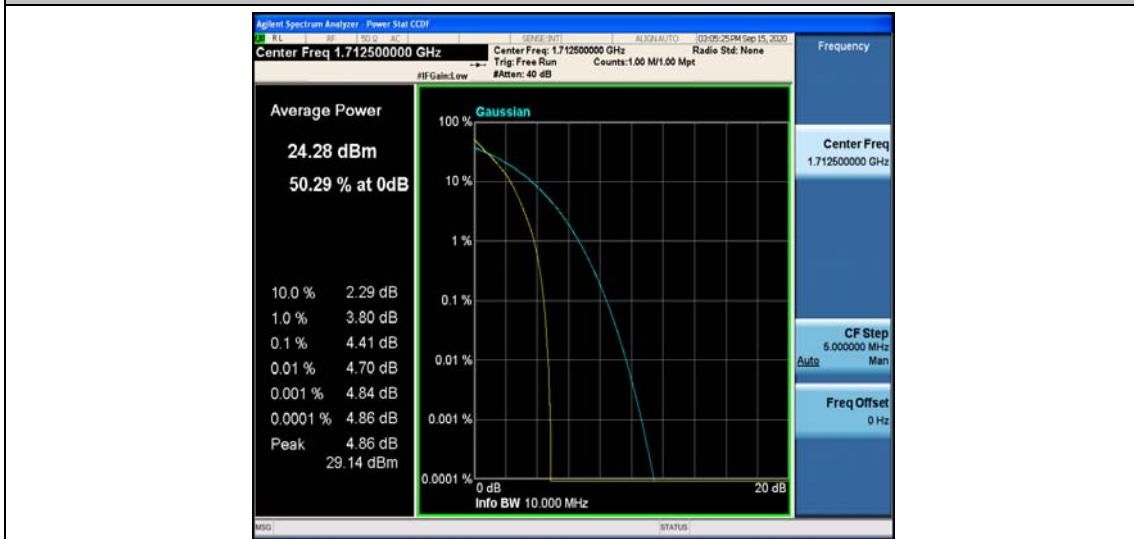 Agilent Spectrum Analyzer - Power Stat CCDF
RL RF 50 Ω AC SENSE:INT ALIGN AUTO 03:05:25 PM Sep 15, 2020
Center Freq 1.712500000 GHz
Center Freq: 1.712500000 GHz Radio Std: None
Trig: Free Run Counts:1.00 M/1.00 Mpt
#IFGain:Low #Atten: 40 dB
Frequency
Average Power
24.28 dBm
50.29 % at 0dB
10.0 % 2.29 dB
1.0 % 3.80 dB
0.1 % 4.41 dB
0.01 % 4.70 dB
0.001 % 4.84 dB
0.0001 % 4.86 dB
Peak 4.86 dB
29.14 dBm
Gaussian
100 %
10 %
1 %
0.1 %
0.01 %
0.001 %
0.0001 %
0 dB 20 dB
Info BW 10.000 MHz
Center Freq
1.712500000 GHz
CF Step
5.000000 MHz
Auto Man
Freq Offset
0 Hz
MSG STATUS